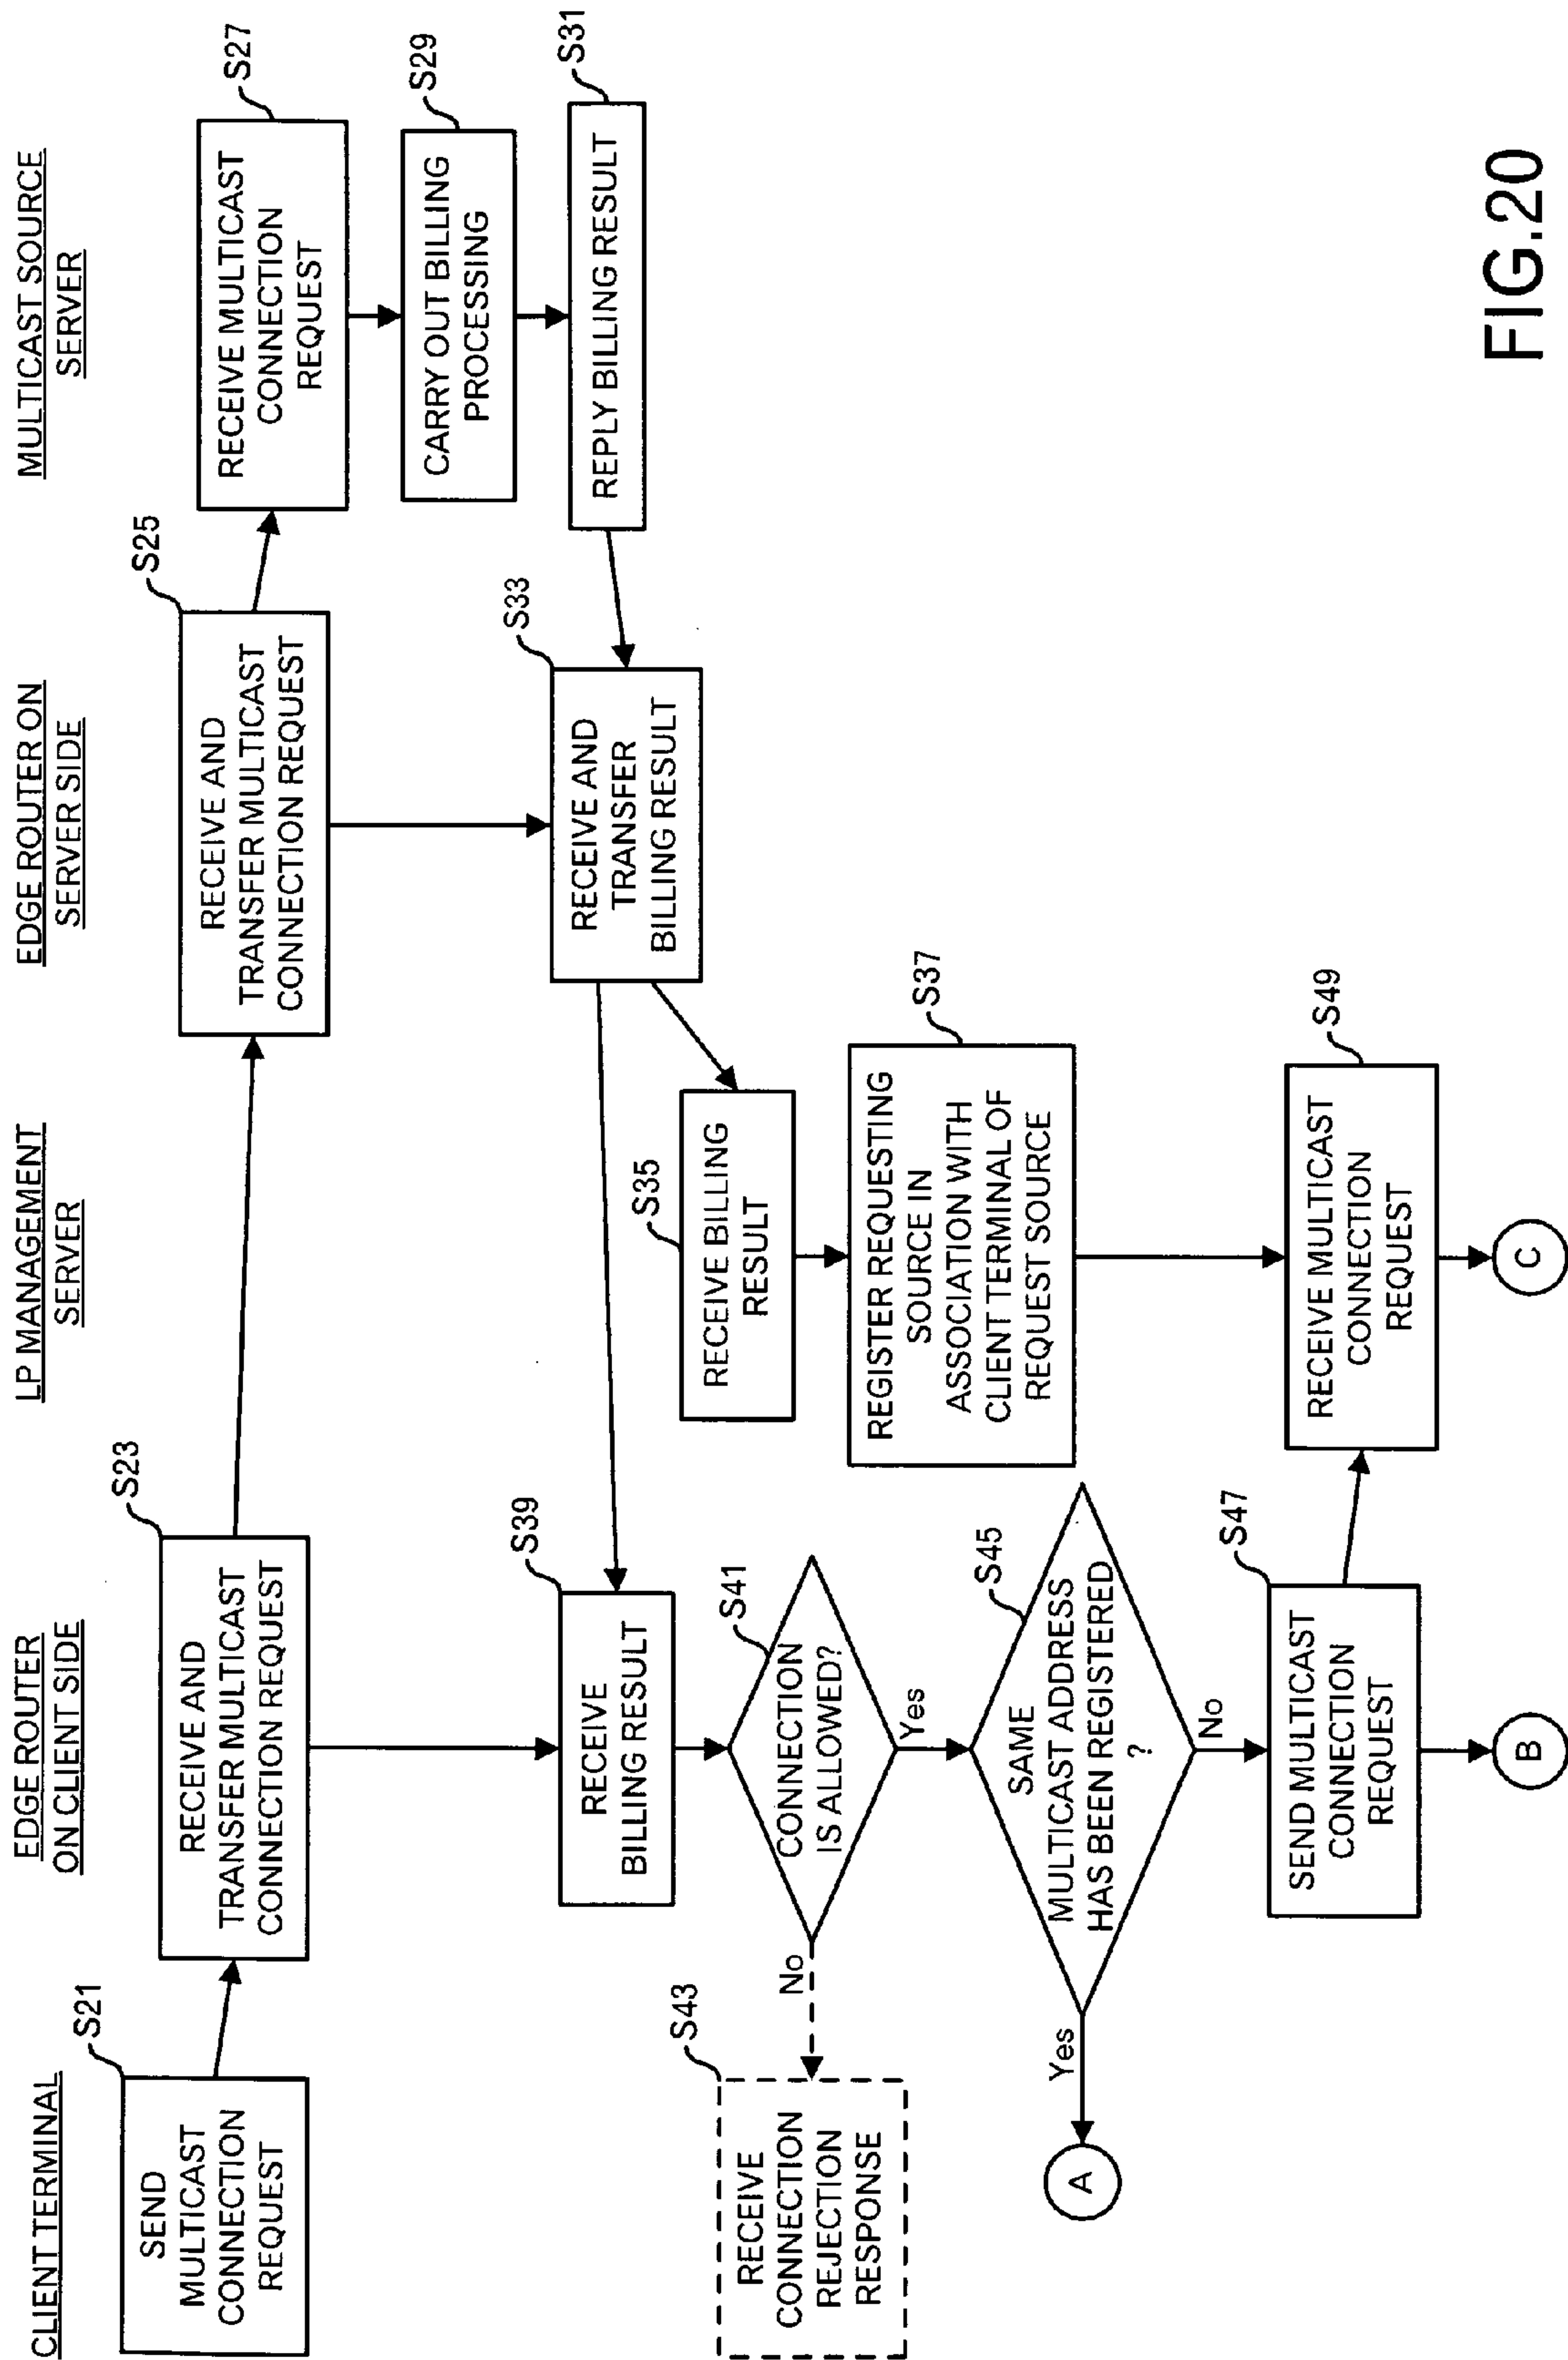 CLIENT TERMINAL
EDGE ROUTER
ON CLIENT SIDE
LP MANAGEMENT
SERVER
EDGE ROUTER ON
SERVER SIDE
MULTICAST SOURCE
SERVER
S21
SEND
MULTICAST
CONNECTION
REQUEST
S23
RECEIVE AND
TRANSFER MULTICAST
CONNECTION REQUEST
S25
RECEIVE AND
TRANSFER MULTICAST
CONNECTION REQUEST
S27
RECEIVE MULTICAST
CONNECTION
REQUEST
S29
CARRY OUT BILLING
PROCESSING
S31
REPLY BILLING RESULT
S33
RECEIVE AND
TRANSFER
BILLING RESULT
S35
RECEIVE BILLING
RESULT
S37
REGISTER REQUESTING
SOURCE IN
ASSOCIATION WITH
CLIENT TERMINAL OF
REQUEST SOURCE
S39
RECEIVE
BILLING RESULT
S41
CONNECTION
IS ALLOWED?
No
Yes
S43
RECEIVE
CONNECTION
REJECTION
RESPONSE
S45
SAME
MULTICAST ADDRESS
HAS BEEN REGISTERED
?
Yes
No
A
S47
SEND MULTICAST
CONNECTION
REQUEST
S49
RECEIVE MULTICAST
CONNECTION
REQUEST
B
C
FIG.20